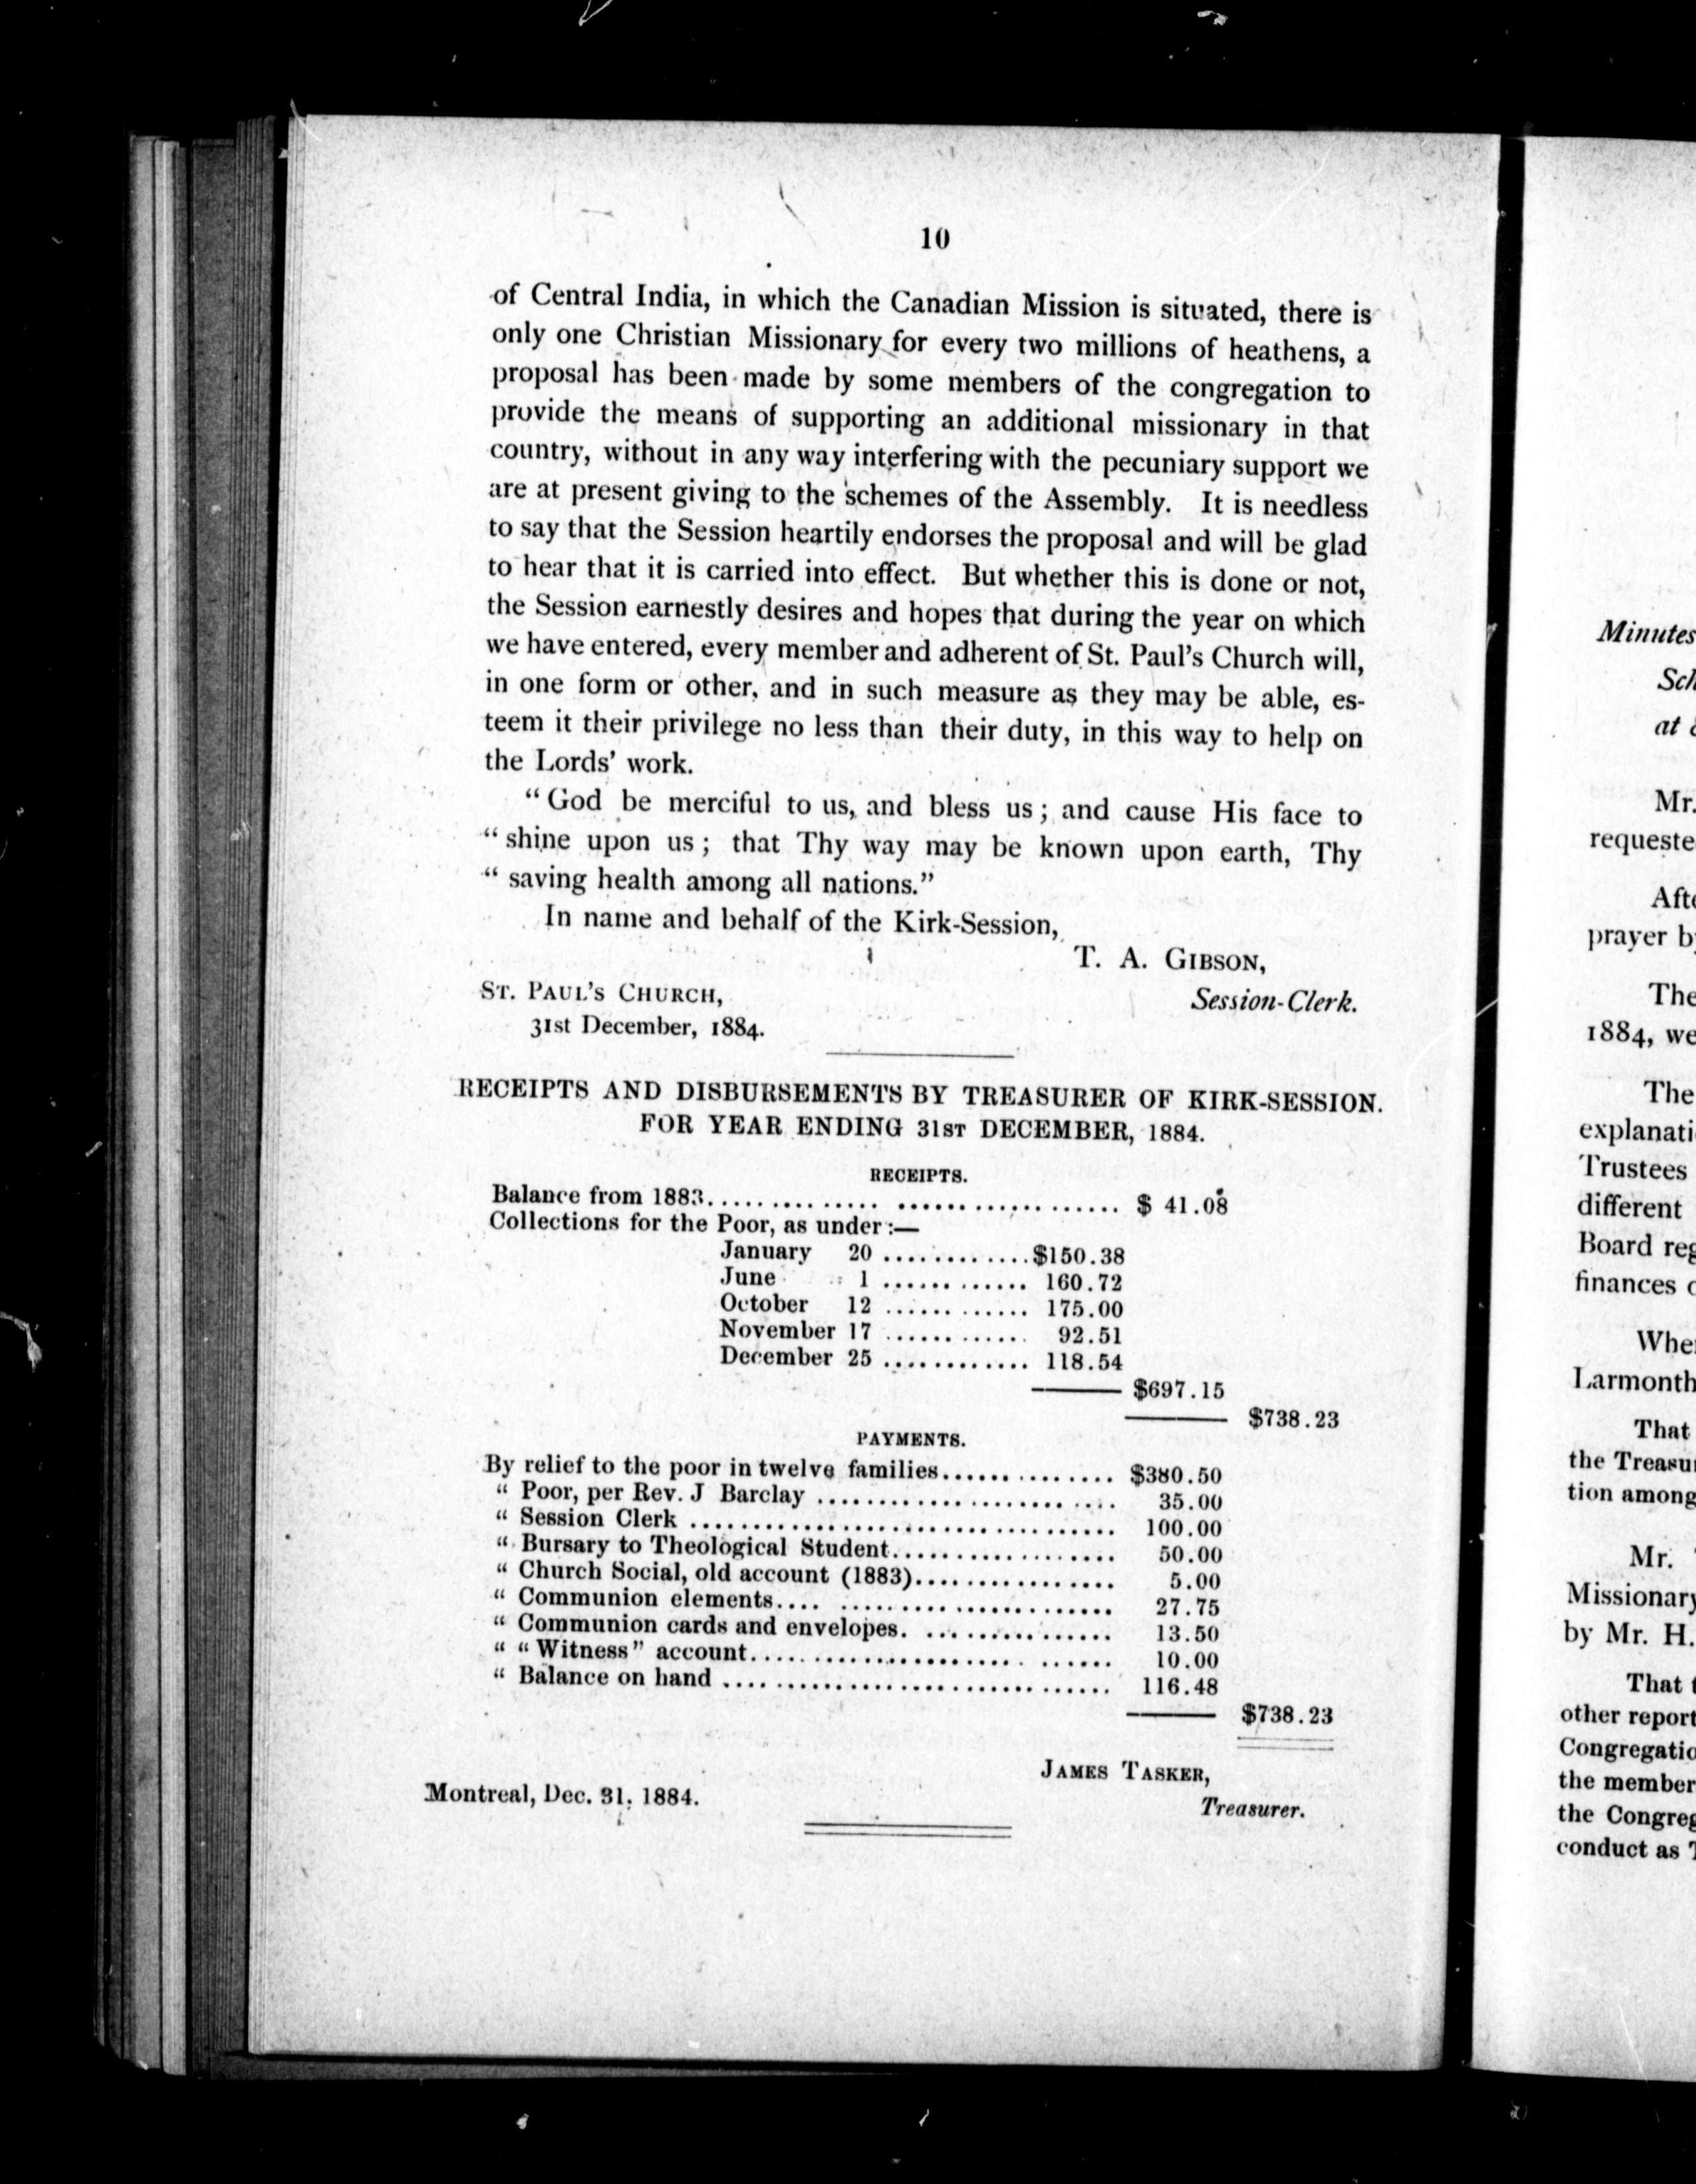 10
of Central India, in which the Canadian Mission is situated, there is
only one Christian Missionary for every two millions of heathens, a
proposal has been made by some members of the congregation to
provide the means of supporting an additional missionary in that
country, without in any way interfering with the pecuniary support we
are at present giving to the schemes of the Assembly. It is needless
to say that the Session heartily endorses the proposal and will be glad
to hear that it is carried into effect. But whether this is done or not,
the Session earnestly desires and hopes that during the year on which
we have entered, every member and adherent of St. Paul's Church will,
in one form or other, and in such measure as they may be able, es-
teem it their privilege no less than their duty, in this way to help on
the Lords' work.
"God be merciful to us, and bless us; and cause His face to
"shine upon us; that Thy way may be known upon earth, Thy
"saving health among all nations."
In name and behalf of the Kirk-Session,
T. A. GIBSON,
ST. PAUL'S CHURCH, Session-Clerk.
31st December, 1884.
RECEIPTS AND DISBURSEMENTS BY TREASURER OF KIRK-SESSION.
FOR YEAR ENDING 31ST DECEMBER, 1884.
RECEIPTS.
Balance from 1883.............. .................. $ 41.08
Collections for the Poor, as under:—
January 20 ............$150.38
June 1 ............ 160.72
October 12 ............ 175.00
November 17 ............ 92.51
December 25 ............ 118.54
$697.15
$738.23
PAYMENTS.
By relief to the poor in twelve families.............. $380.50
" Poor, per Rev. J Barclay ........................ 35.00
" Session Clerk .................................. 100.00
" Bursary to Theological Student.................. 50.00
" Church Social, old account (1883)................ 5.00
" Communion elements.... ...................... 27.75
" Communion cards and envelopes. ............... 13.50
" "Witness" account...................... ...... 10.00
" Balance on hand ............................... 116.48
$738.23
JAMES TASKER,
Montreal, Dec. 31, 1884.
Treasurer.
Minutes
Sch
at
Mr.
requeste
Afte
prayer b
The
1884, we
The
explanati
Trustees
different
Board reg
finances
Whe
Larmonth
That
the Treasu
tion among
Mr.
Missionary
by Mr. H.
That
other report
Congregatio
the member
the Congreg
conduct as